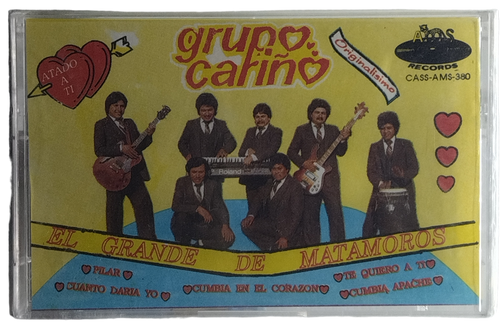 grupo cariño
Originalísimo
AMS
RECORDS
CASS-AMS-380
ATADO
A
TI
Roland
EL GRANDE DE MATAMOROS
PILAR
CUANTO DARIA YO
CUMBIA EN EL CORAZON
TE QUIERO A TI
CUMBIA APACHE